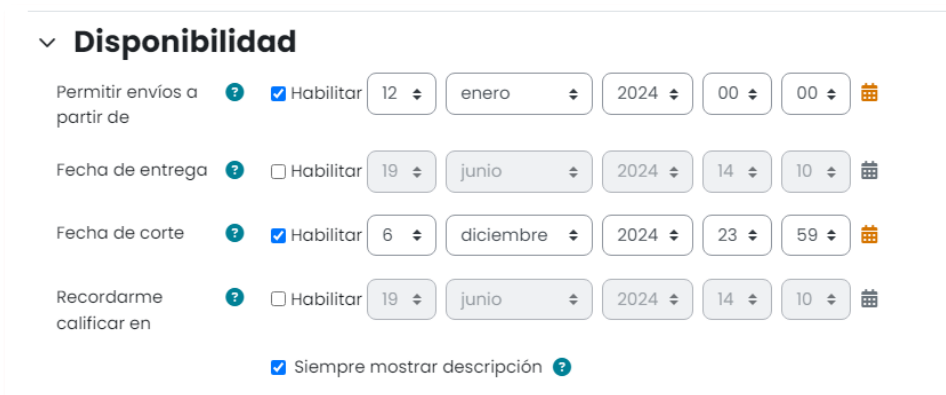 Disponibilidad
Permitir envíos a ? Habilitar 12 enero 2024 00 00
partir de
Fecha de entrega ? Habilitar 19 junio 2024 14 10
Fecha de corte ? Habilitar 6 diciembre 2024 23 59
Recordarme ? Habilitar 19 junio 2024 14 10
calificar en
Siempre mostrar descripción ?